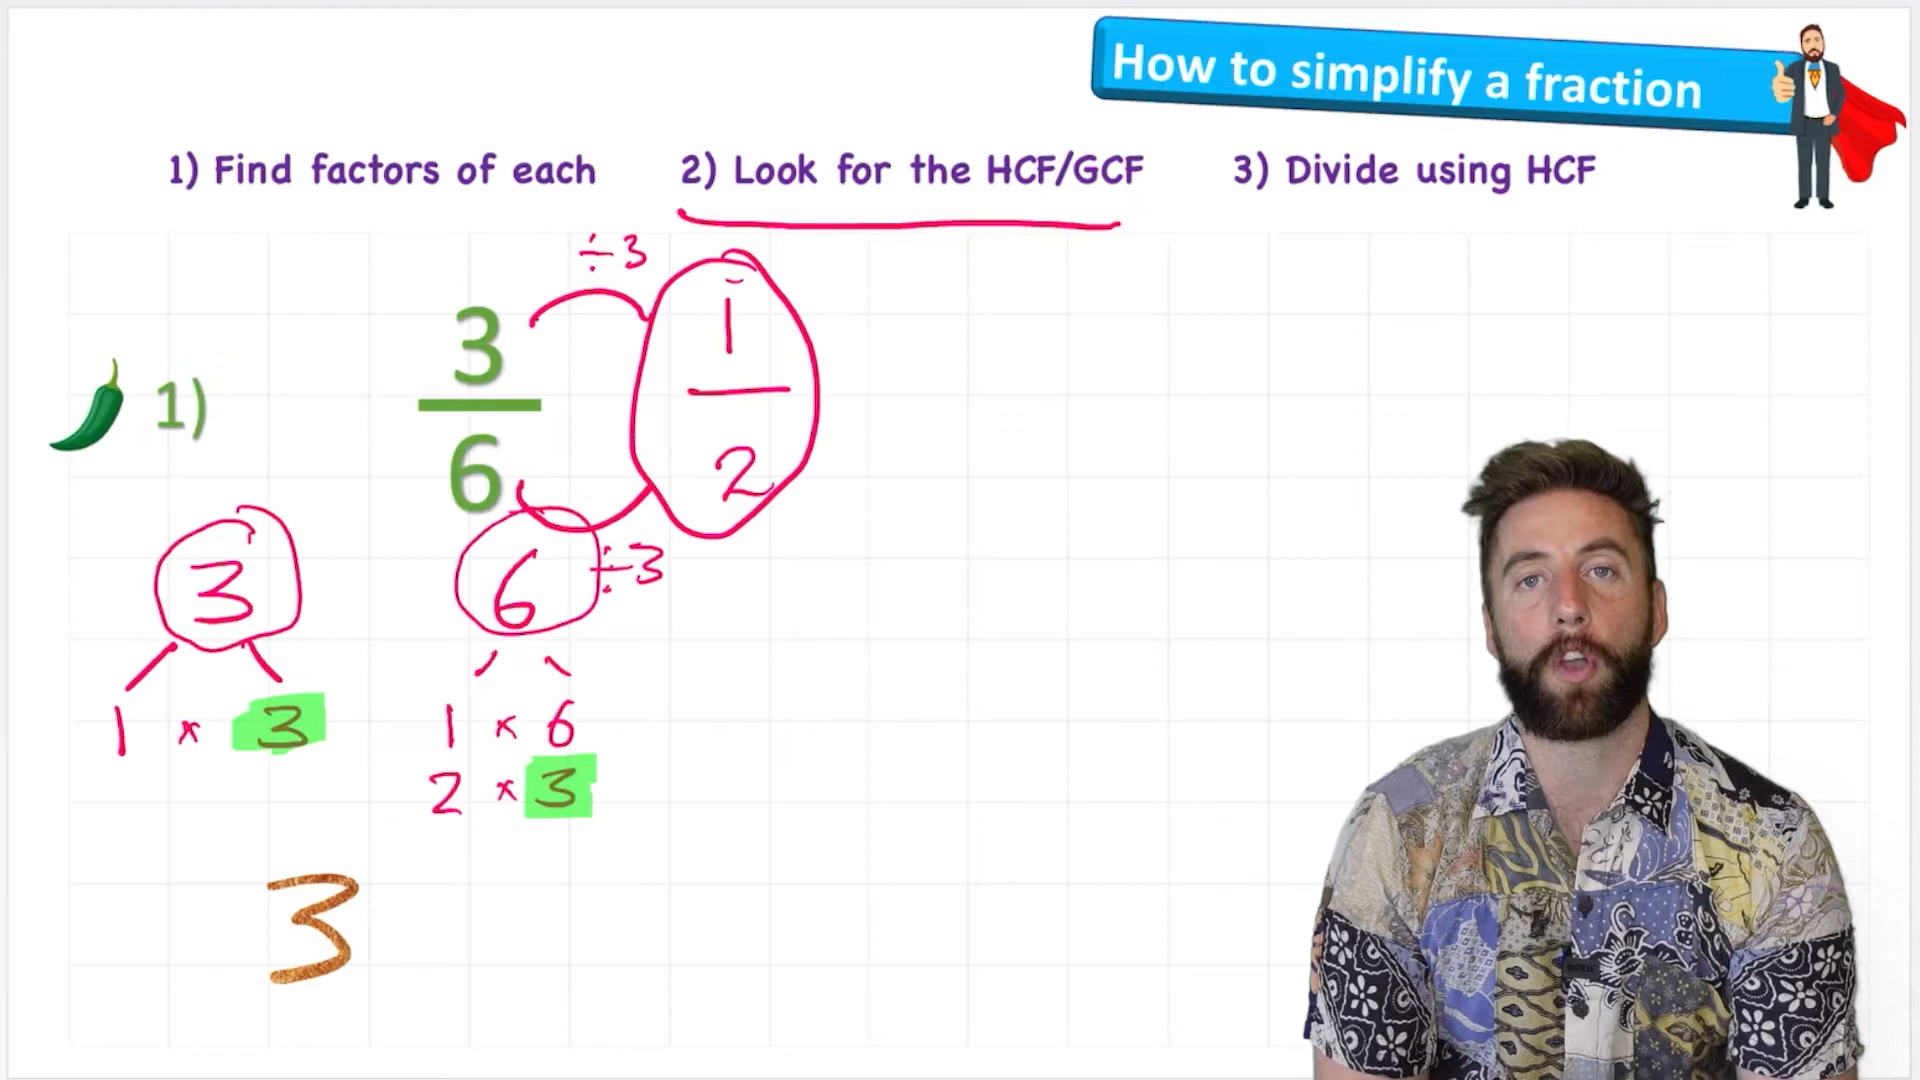 How to simplify a fraction
1) Find factors of each 2) Look for the HCF/GCF 3) Divide using HCF
÷3
1) 3/6 1/2
÷3
3 6
1 × 3 1 × 6
2 × 3
3